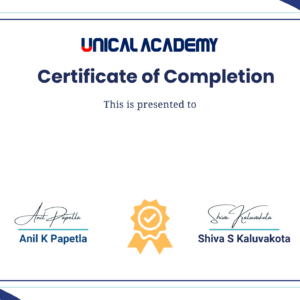 UNICAL ACADEMY
Certificate of Completion
This is presented to
Anil Papetla
Shiva Kaluvakota
Anil K Papetla
Shiva S Kaluvakota